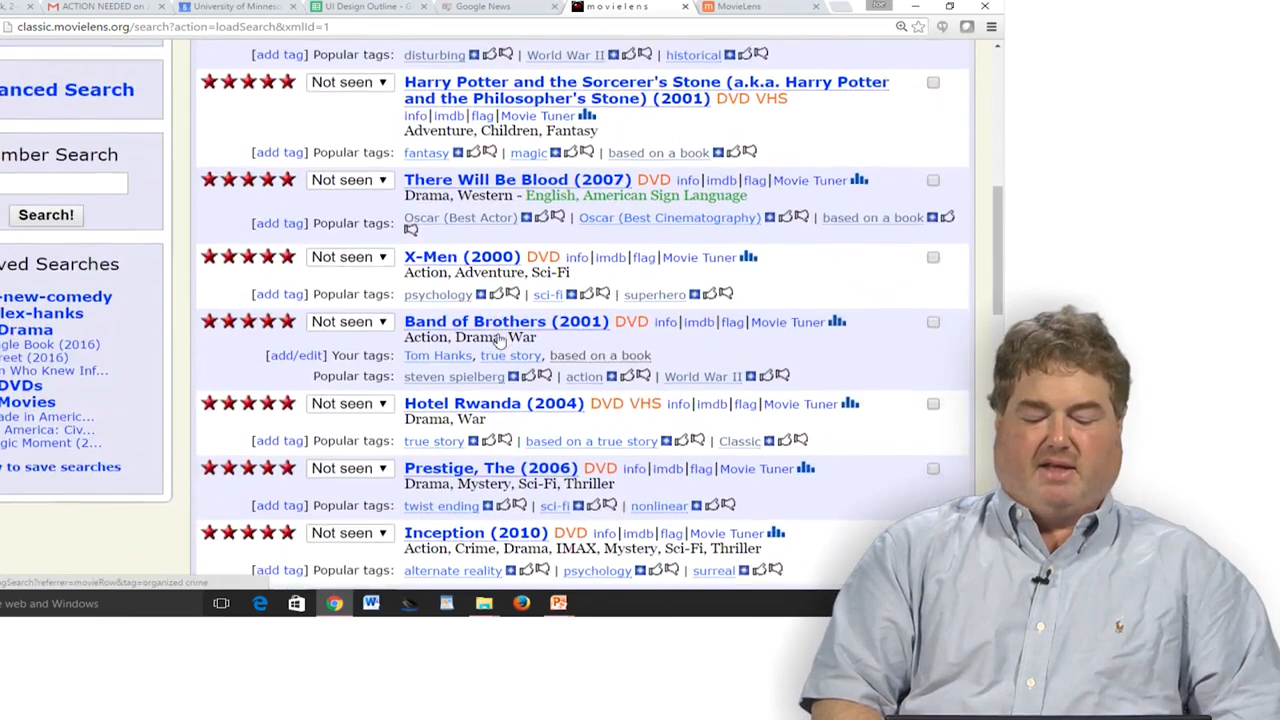 ACTION NEEDED on
University of Minnes
UI Design Outline -
Google News
movielens
MovieLens
classic.movielens.org/search?action=loadSearch&xmlId=1
[add tag] Popular tags: disturbing | World War II | historical
anced Search
mber Search
Search!
ved Searches
-new-comedy
lex-hanks
Drama
gle Book (2016)
reet (2016)
n Who Knew Inf...
DVDs
Movies
ade in Americ...
America: Civ...
gic Moment (2...
y to save searches
Not seen Harry Potter and the Sorcerer's Stone (a.k.a. Harry Potter
and the Philosopher's Stone) (2001) DVD VHS
info|imdb|flag|Movie Tuner
Adventure, Children, Fantasy
[add tag] Popular tags: fantasy | magic | based on a book
Not seen There Will Be Blood (2007) DVD info|imdb|flag|Movie Tuner
Drama, Western - English, American Sign Language
[add tag] Popular tags: Oscar (Best Actor) | Oscar (Best Cinematography) | based on a book
Not seen X-Men (2000) DVD info|imdb|flag|Movie Tuner
Action, Adventure, Sci-Fi
[add tag] Popular tags: psychology | sci-fi | superhero
Not seen Band of Brothers (2001) DVD info|imdb|flag|Movie Tuner
Action, Drama, War
[add/edit] Your tags: Tom Hanks, true story, based on a book
Popular tags: steven spielberg | action | World War II
Not seen Hotel Rwanda (2004) DVD VHS info|imdb|flag|Movie Tuner
Drama, War
[add tag] Popular tags: true story | based on a true story | Classic
Not seen Prestige, The (2006) DVD info|imdb|flag|Movie Tuner
Drama, Mystery, Sci-Fi, Thriller
[add tag] Popular tags: twist ending | sci-fi | nonlinear
Not seen Inception (2010) DVD info|imdb|flag|Movie Tuner
Action, Crime, Drama, IMAX, Mystery, Sci-Fi, Thriller
[add tag] Popular tags: alternate reality | psychology | surreal
gSearch?referrer=movieRow&tag=organized crime
e web and Windows